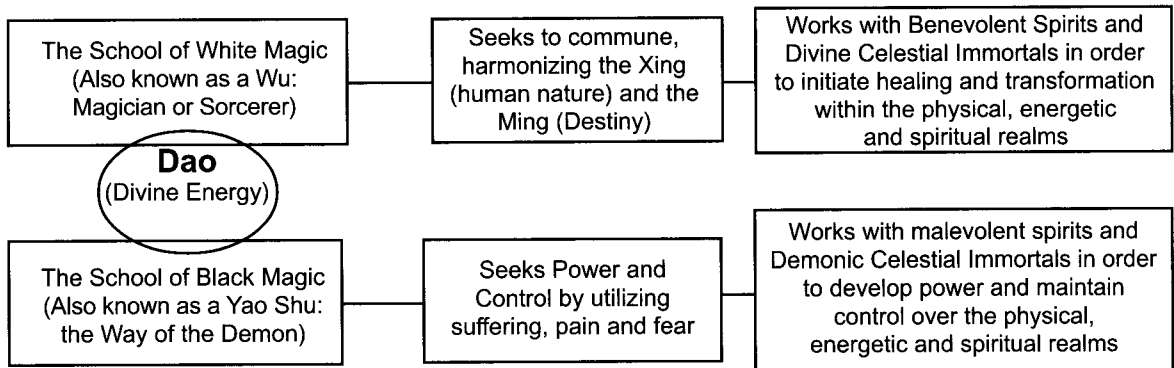 The School of White Magic
(Also known as a Wu:
Magician or Sorcerer)
Seeks to commune,
harmonizing the Xing
(human nature) and the
Ming (Destiny)
Works with Benevolent Spirits and
Divine Celestial Immortals in order
to initiate healing and transformation
within the physical, energetic
and spiritual realms
Dao
(Divine Energy)
The School of Black Magic
(Also known as a Yao Shu:
the Way of the Demon)
Seeks Power and
Control by utilizing
suffering, pain and fear
Works with malevolent spirits and
Demonic Celestial Immortals in order
to develop power and maintain
control over the physical,
energetic and spiritual realms